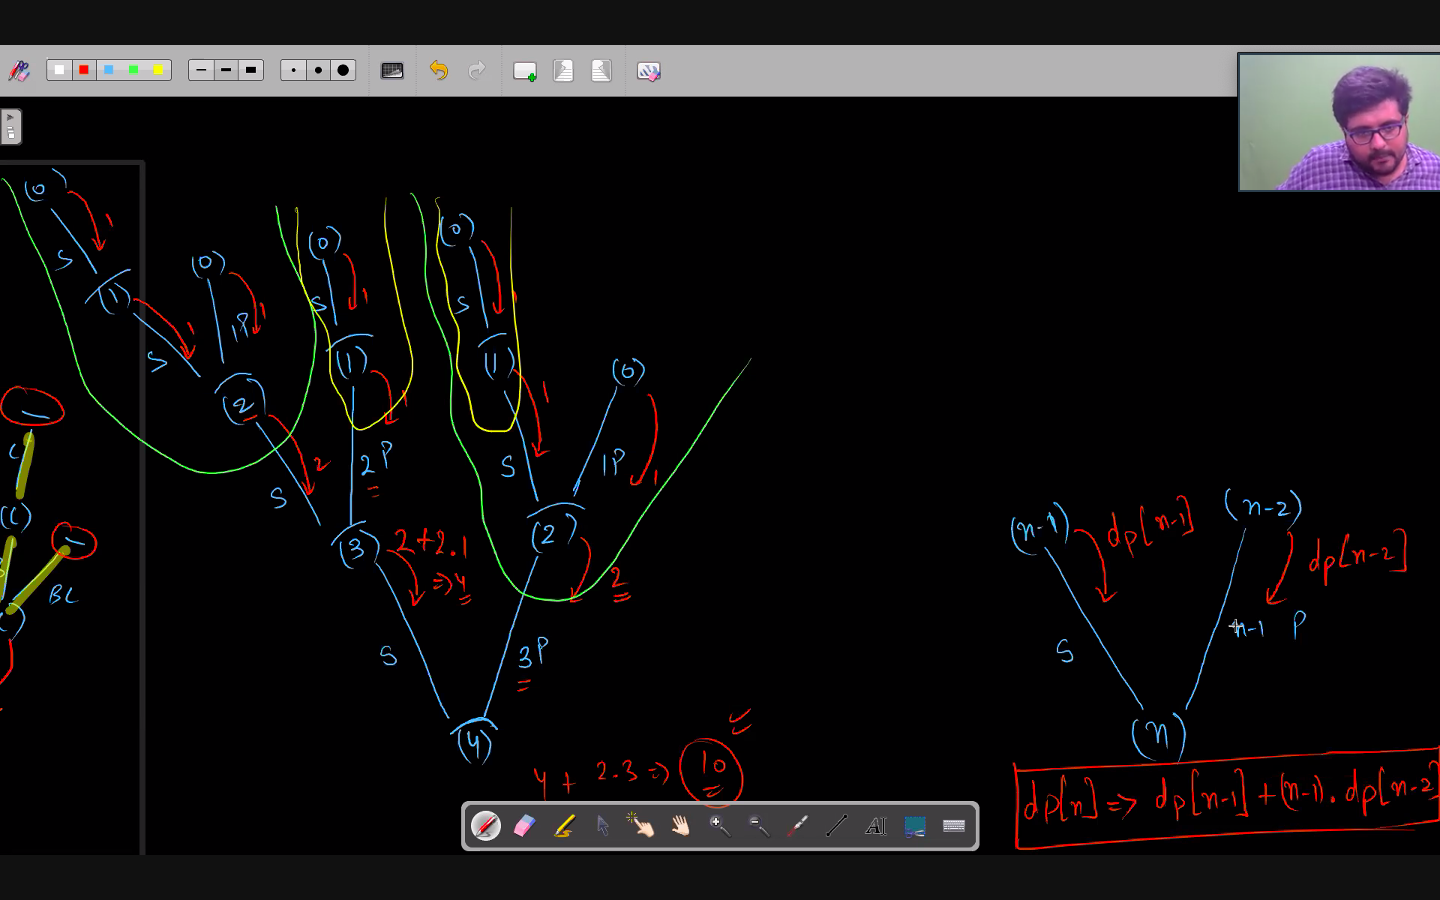 (0)
1
S
(1)
1
S
(0)
1P
1
(2)
2
S
(0)
1
S
(1)
1
2P
(3) 2+2.1
=> 4
S
(0)
S
(1)
1
S
(0)
1P
1
(2)
2
3P
(4)
4 + 2.3 => 10
C
(C)
BC
(n-1) dp[n-1]
(n-2) dp[n-2]
S
n-1 P
(n)
dp[n] => dp[n-1] + (n-1). dp[n-2]
AI